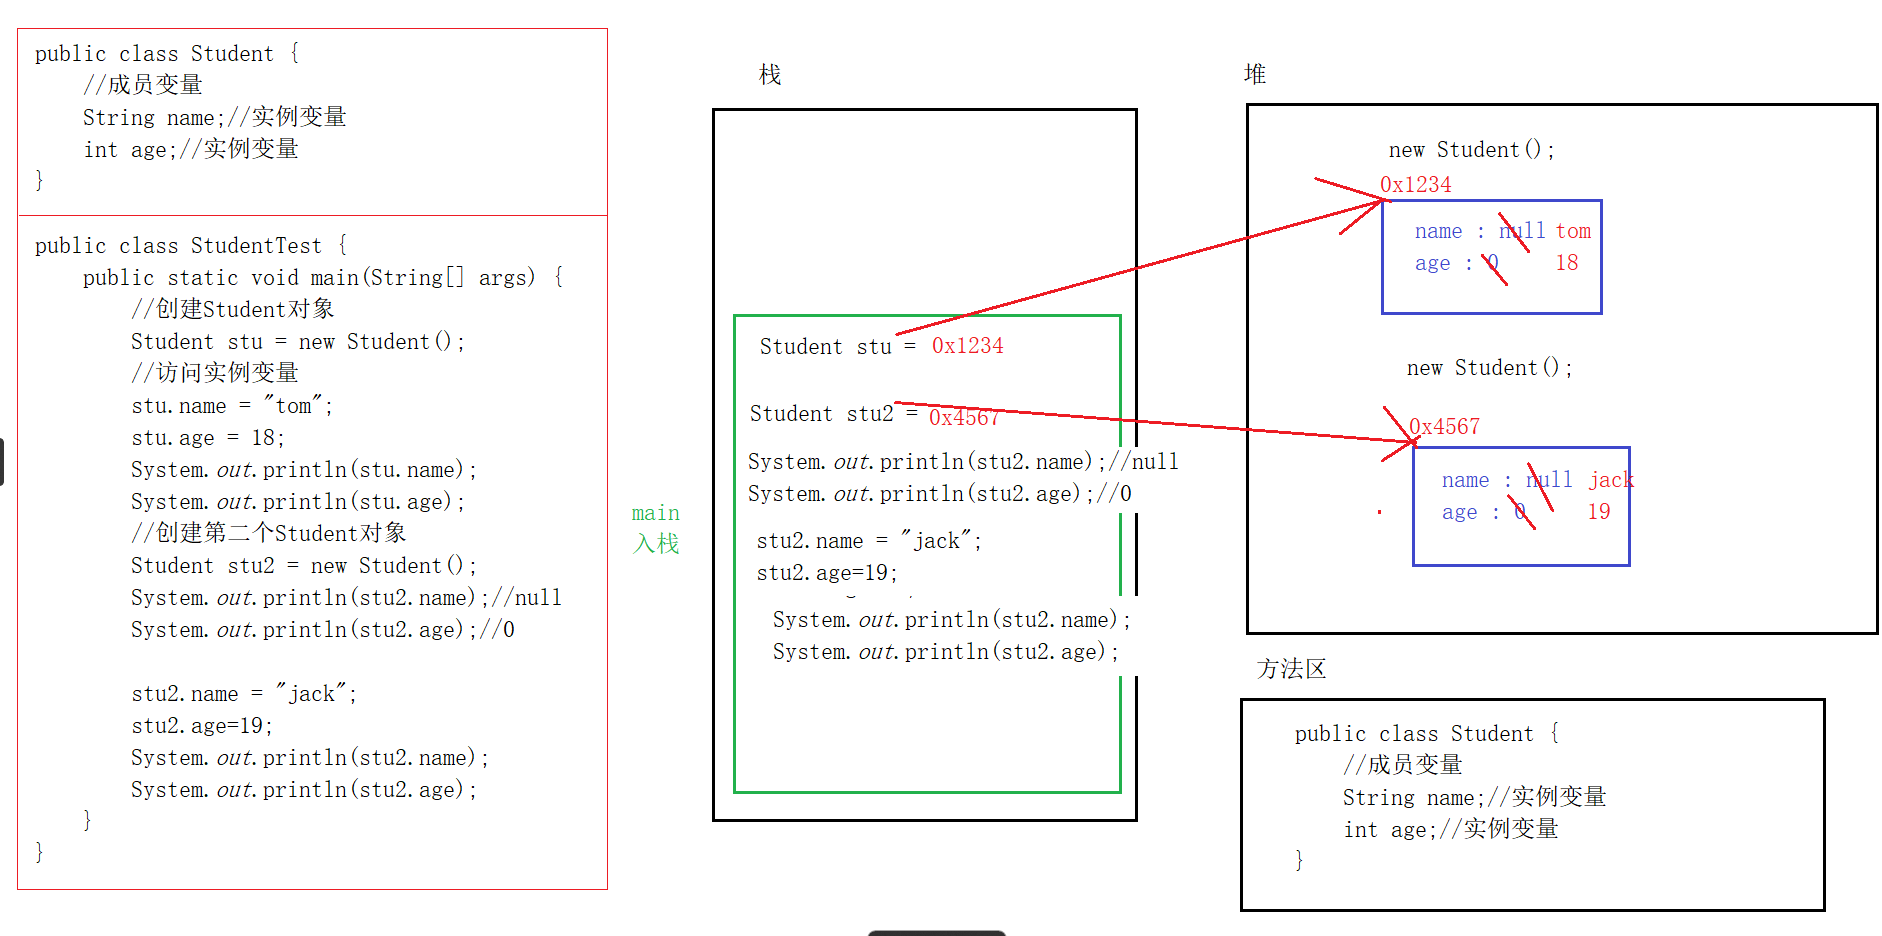 public class Student {
//成员变量
String name;//实例变量
int age;//实例变量
}
public class StudentTest {
public static void main(String[] args) {
//创建Student对象
Student stu = new Student();
//访问实例变量
stu.name = "tom";
stu.age = 18;
System.out.println(stu.name);
System.out.println(stu.age);
//创建第二个Student对象
Student stu2 = new Student();
System.out.println(stu2.name);//null
System.out.println(stu2.age);//0
stu2.name = "jack";
stu2.age=19;
System.out.println(stu2.name);
System.out.println(stu2.age);
}
}
main
入栈
栈
Student stu = 0x1234
Student stu2 = 0x4567
System.out.println(stu2.name);//null
System.out.println(stu2.age);//0
stu2.name = "jack";
stu2.age=19;
System.out.println(stu2.name);
System.out.println(stu2.age);
堆
new Student();
0x1234
name : null tom
age : 0 18
new Student();
0x4567
name : null jack
age : 0 19
方法区
public class Student {
//成员变量
String name;//实例变量
int age;//实例变量
}